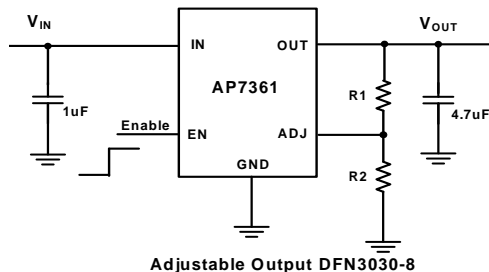 VIN
VOUT
IN
OUT
AP7361
R1
1uF
4.7uF
Enable
EN
ADJ
GND
R2
Adjustable Output DFN3030-8